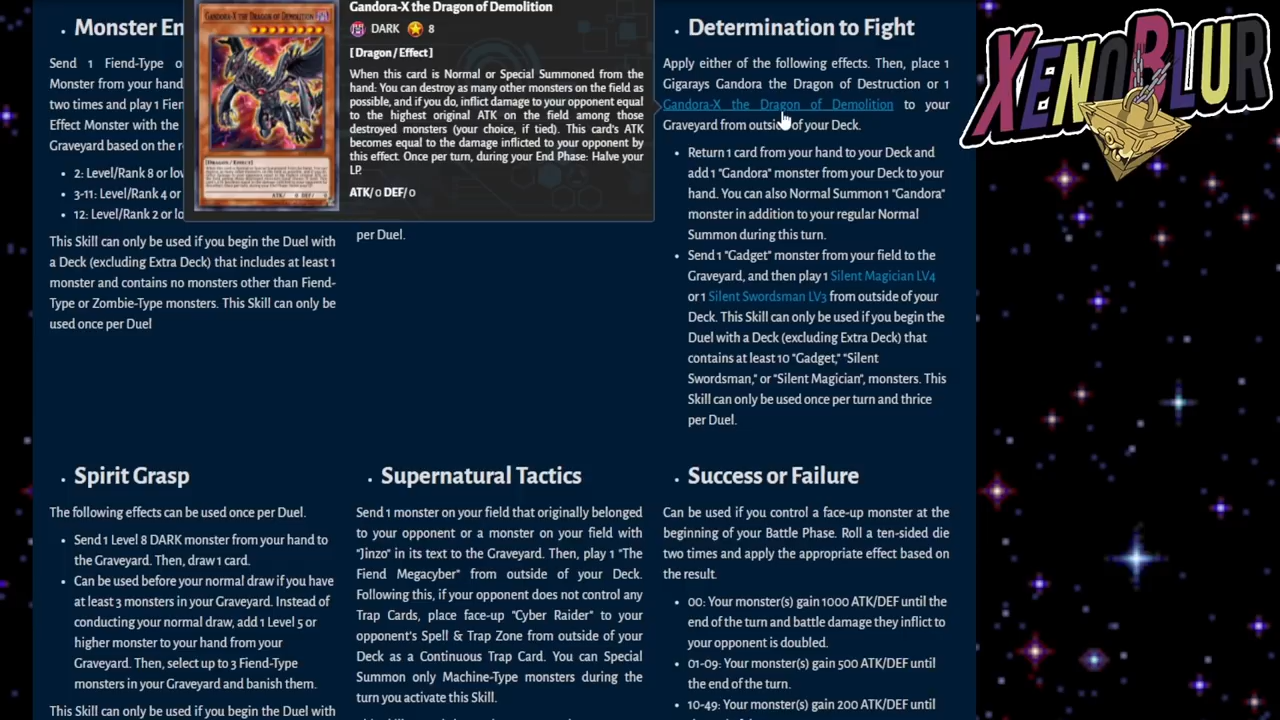 Monster En
Send 1 Fiend-Type o
Monster from your hand
two times and play 1 Fien
Effect Monster with the
Graveyard based on the r
2: Level/Rank 8 or lov
3-11: Level/Rank 4 or
12: Level/Rank 2 or lo
This Skill can only be used if you begin the Duel with
a Deck (excluding Extra Deck) that includes at least 1
monster and contains no monsters other than Fiend-
Type or Zombie-Type monsters. This Skill can only be
used once per Duel
GANDORA-X THE DRAGON OF DEMOLITION
[DRAGON / EFFECT]
ATK/ 0 DEF/ 0
Gandora-X the Dragon of Demolition
DARK 8
[ Dragon / Effect ]
When this card is Normal or Special Summoned from the
hand: You can destroy as many other monsters on the field as
possible, and if you do, inflict damage to your opponent equal
to the highest original ATK on the field among those
destroyed monsters (your choice, if tied). This card's ATK
becomes equal to the damage inflicted to your opponent by
this effect. Once per turn, during your End Phase: Halve your
LP.
ATK/0 DEF/0
per Duel.
Determination to Fight
Apply either of the following effects. Then, place 1
Gigarays Gandora the Dragon of Destruction or 1
Gandora-X the Dragon of Demolition to your
Graveyard from outside of your Deck.
Return 1 card from your hand to your Deck and
add 1 "Gandora" monster from your Deck to your
hand. You can also Normal Summon 1 "Gandora"
monster in addition to your regular Normal
Summon during this turn.
Send 1 "Gadget" monster from your field to the
Graveyard, and then play 1 Silent Magician LV4
or 1 Silent Swordsman LV3 from outside of your
Deck. This Skill can only be used if you begin the
Duel with a Deck (excluding Extra Deck) that
contains at least 10 "Gadget," "Silent
Swordsman," or "Silent Magician", monsters. This
Skill can only be used once per turn and thrice
per Duel.
XENOBLUR
Spirit Grasp
The following effects can be used once per Duel.
Send 1 Level 8 DARK monster from your hand to
the Graveyard. Then, draw 1 card.
Can be used before your normal draw if you have
at least 3 monsters in your Graveyard. Instead of
conducting your normal draw, add 1 Level 5 or
higher monster to your hand from your
Graveyard. Then, select up to 3 Fiend-Type
monsters in your Graveyard and banish them.
This Skill can only be used if you begin the Duel with
Supernatural Tactics
Send 1 monster on your field that originally belonged
to your opponent or a monster on your field with
"Jinzo" in its text to the Graveyard. Then, play 1 "The
Fiend Megacyber" from outside of your Deck.
Following this, if your opponent does not control any
Trap Cards, place face-up "Cyber Raider" to your
opponent's Spell & Trap Zone from outside of your
Deck as a Continuous Trap Card. You can Special
Summon only Machine-Type monsters during the
turn you activate this Skill.
Success or Failure
Can be used if you control a face-up monster at the
beginning of your Battle Phase. Roll a ten-sided die
two times and apply the appropriate effect based on
the result.
00: Your monster(s) gain 1000 ATK/DEF until the
end of the turn and battle damage they inflict to
your opponent is doubled.
01-09: Your monster(s) gain 500 ATK/DEF until
the end of the turn.
10-49: Your monster(s) gain 200 ATK/DEF until